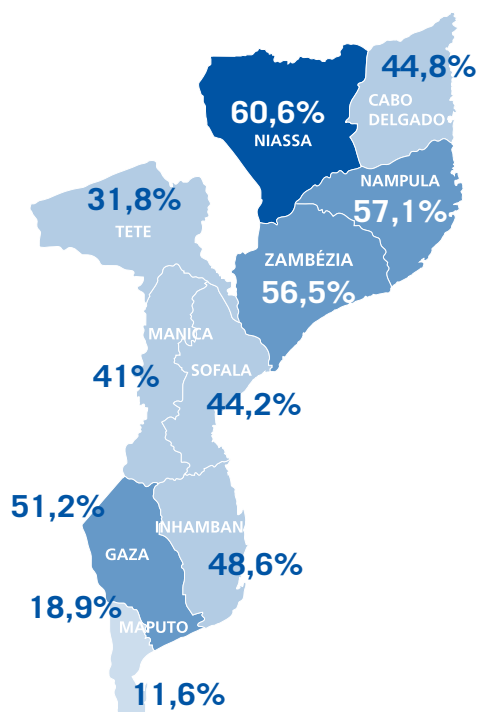 44,8%
CABO
DELGADO
60,6%
NIASSA
NAMPULA
57,1%
31,8%
TETE
ZAMBÉZIA
56,5%
MANICA
41%
SOFALA
44,2%
51,2%
INHAMBAN
GAZA
48,6%
18,9%
MAPUTO
11,6%